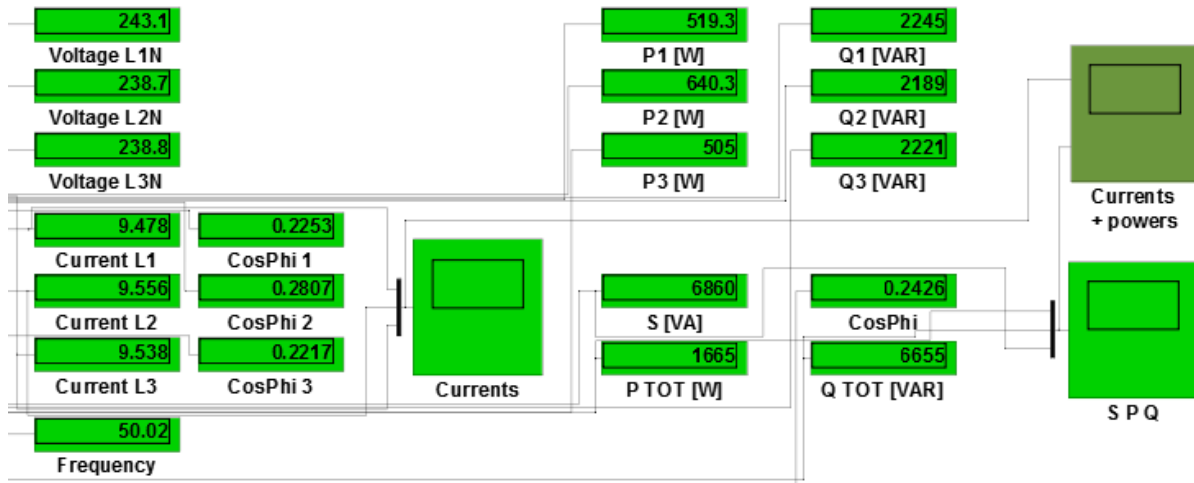 243.1
Voltage L1N
238.7
Voltage L2N
238.8
Voltage L3N
9.478
Current L1
9.556
Current L2
9.538
Current L3
50.02
Frequency
0.2253
CosPhi 1
0.2807
CosPhi 2
0.2217
CosPhi 3
Currents
519.3
P1 [W]
640.3
P2 [W]
505
P3 [W]
6860
S [VA]
1665
P TOT [W]
2245
Q1 [VAR]
2189
Q2 [VAR]
2221
Q3 [VAR]
0.2426
CosPhi
6655
Q TOT [VAR]
Currents
+ powers
S P Q